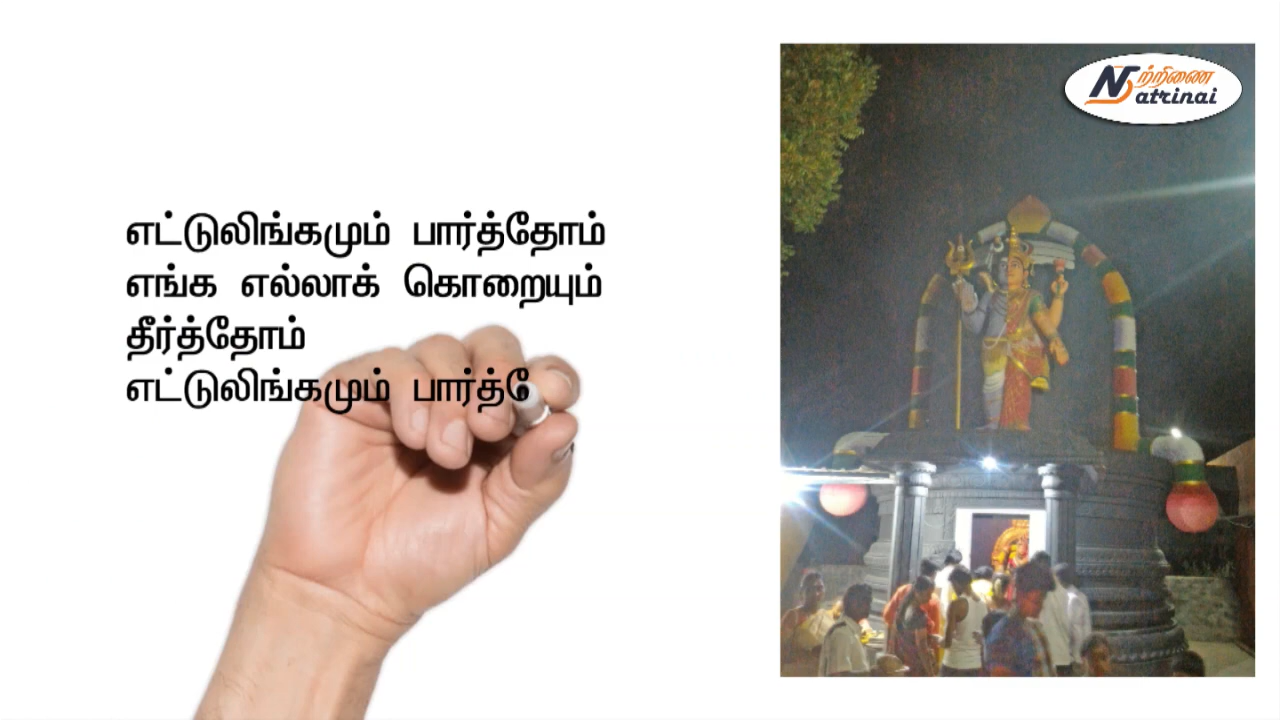 எட்டுலிங்கமும் பார்த்தோம்
எங்க எல்லாக் கொறையும்
தீர்த்தோம்
எட்டுலிங்கமும் பார்த்தே
நற்றிணை
Natrinai